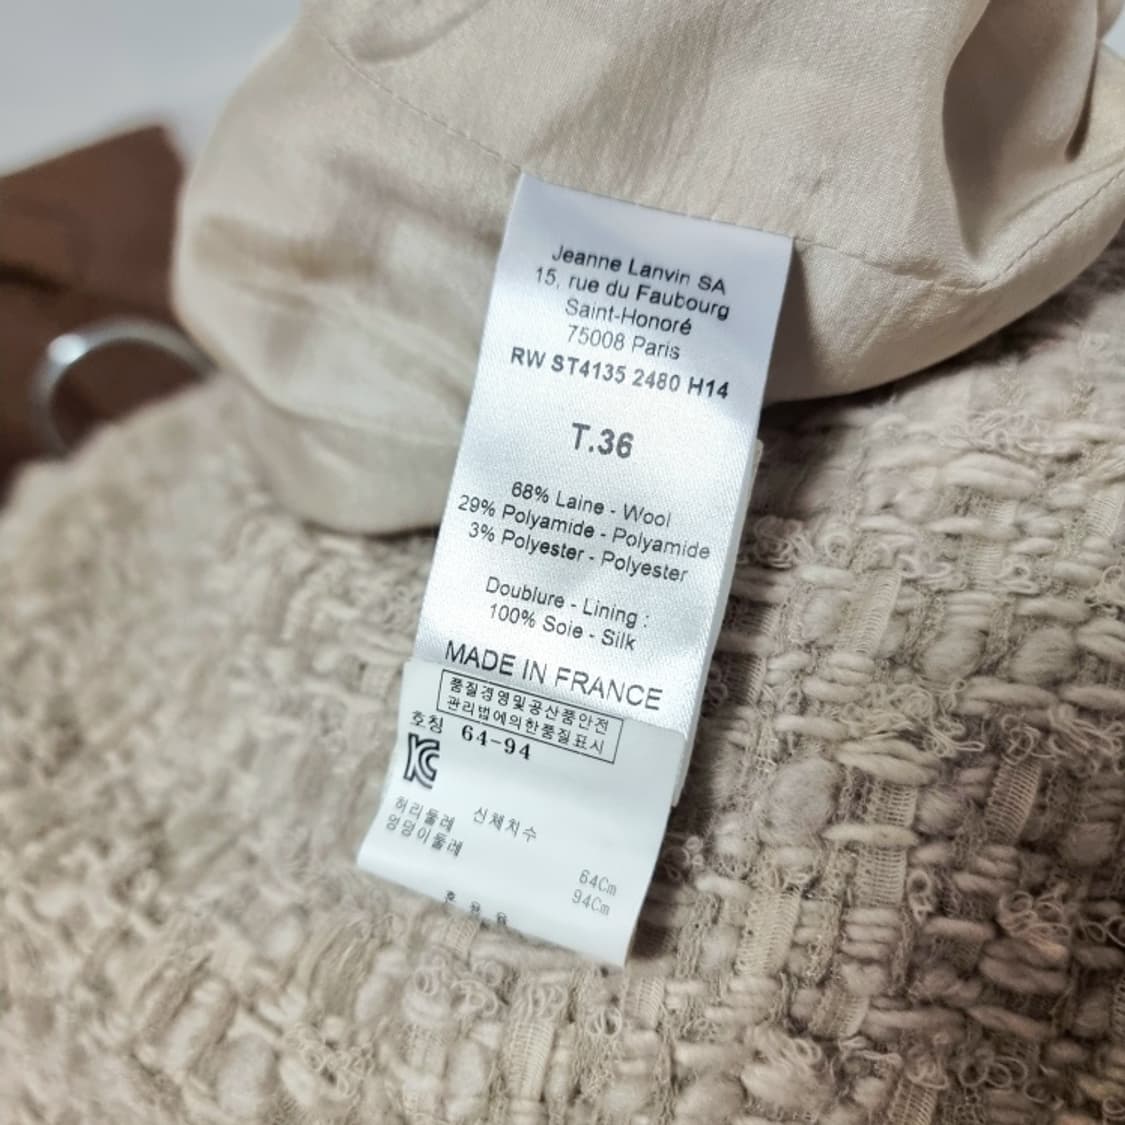 Jeanne Lanvin SA
15, rue du Faubourg
Saint-Honoré
75008 Paris
RW ST4135 2480 H14
T.36
68% Laine - Wool
29% Polyamide - Polyamide
3% Polyester - Polyester
Doublure - Lining :
100% Soie - Silk
MADE IN FRANCE
품질경영및공산품안전
관리법에의한품질표시
호칭 64-94
신체치수
허리둘레 64Cm
엉덩이둘레 94Cm